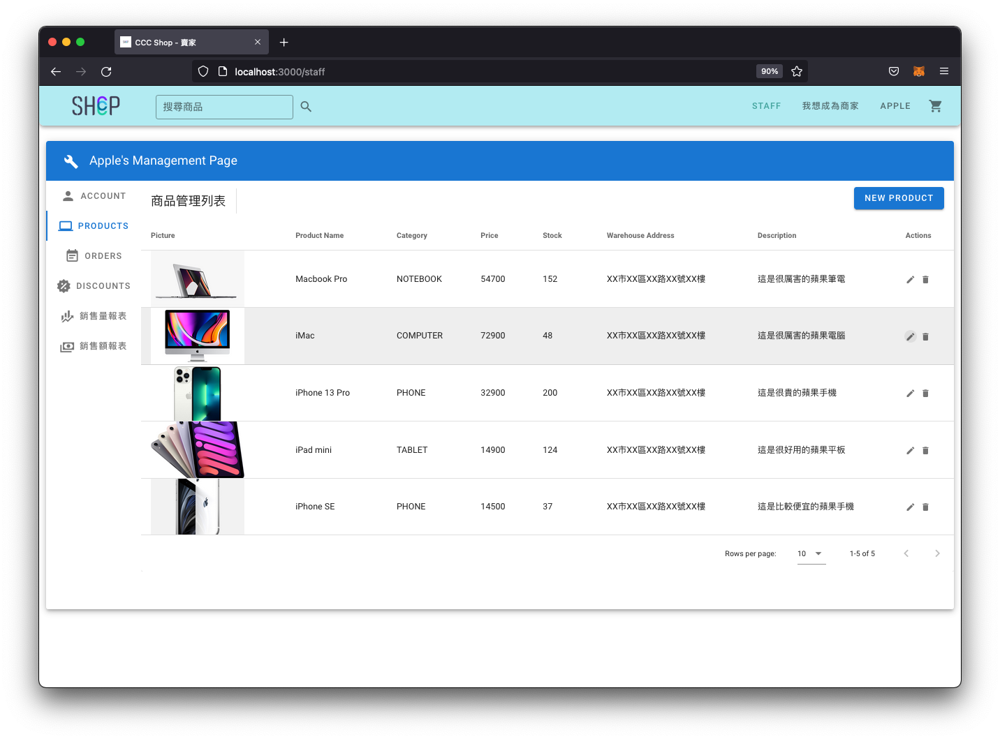 CCC Shop - 賣家
localhost:3000/staff
90%
SHCP
搜尋商品
STAFF
我想成為商家
APPLE
Apple's Management Page
ACCOUNT
PRODUCTS
ORDERS
DISCOUNTS
銷售量報表
銷售額報表
商品管理列表
NEW PRODUCT
Picture Product Name Category Price Stock Warehouse Address Description Actions
Macbook Pro NOTEBOOK 54700 152 XX市XX區XX路XX號XX樓 這是很厲害的蘋果筆電
iMac COMPUTER 72900 48 XX市XX區XX路XX號XX樓 這是很厲害的蘋果電腦
iPhone 13 Pro PHONE 32900 200 XX市XX區XX路XX號XX樓 這是很貴的蘋果手機
iPad mini TABLET 14900 124 XX市XX區XX路XX號XX樓 這是很好用的蘋果平板
iPhone SE PHONE 14500 37 XX市XX區XX路XX號XX樓 這是比較便宜的蘋果手機
Rows per page: 10 1-5 of 5